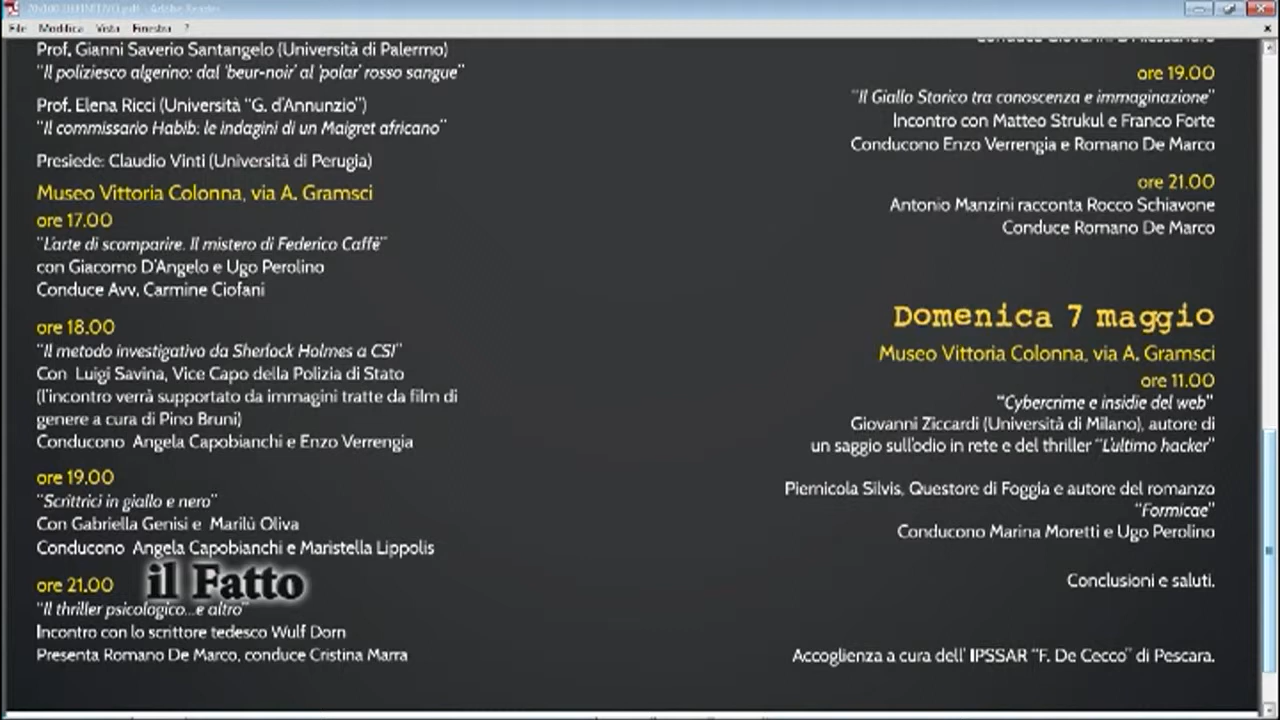 File Modifica Vista Finestra ?
Prof. Gianni Saverio Santangelo (Università di Palermo)
"Il poliziesco algerino: dal 'beur-noir' al 'polar' rosso sangue"
Prof. Elena Ricci (Università "G. d'Annunzio")
"Il commissario Habib: le indagini di un Maigret africano"
Presiede: Claudio Vinti (Università di Perugia)
Museo Vittoria Colonna, via A. Gramsci
ore 17.00
"L'arte di scomparire. Il mistero di Federico Caffè"
con Giacomo D'Angelo e Ugo Perolino
Conduce Avv. Carmine Ciofani
ore 18.00
"Il metodo investigativo da Sherlock Holmes a CSI"
Con Luigi Savina, Vice Capo della Polizia di Stato
(l'incontro verrà supportato da immagini tratte da film di
genere a cura di Pino Bruni)
Conducono Angela Capobianchi e Enzo Verrengia
ore 19.00
"Scrittrici in giallo e nero"
Con Gabriella Genisi e Marilù Oliva
Conducono Angela Capobianchi e Maristella Lippolis
ore 21.00
il Fatto
"Il thriller psicologico...e altro"
Incontro con lo scrittore tedesco Wulf Dorn
Presenta Romano De Marco, conduce Cristina Marra
ore 19.00
"Il Giallo Storico tra conoscenza e immaginazione"
Incontro con Matteo Strukul e Franco Forte
Conducono Enzo Verrengia e Romano De Marco
ore 21.00
Antonio Manzini racconta Rocco Schiavone
Conduce Romano De Marco
Domenica 7 maggio
Museo Vittoria Colonna, via A. Gramsci
ore 11.00
"Cybercrime e insidie del web"
Giovanni Ziccardi (Università di Milano), autore di
un saggio sull'odio in rete e del thriller "L'ultimo hacker"
Piernicola Silvis, Questore di Foggia e autore del romanzo
"Formicae"
Conducono Marina Moretti e Ugo Perolino
Conclusioni e saluti.
Accoglienza a cura dell' IPSSAR "F. De Cecco" di Pescara.